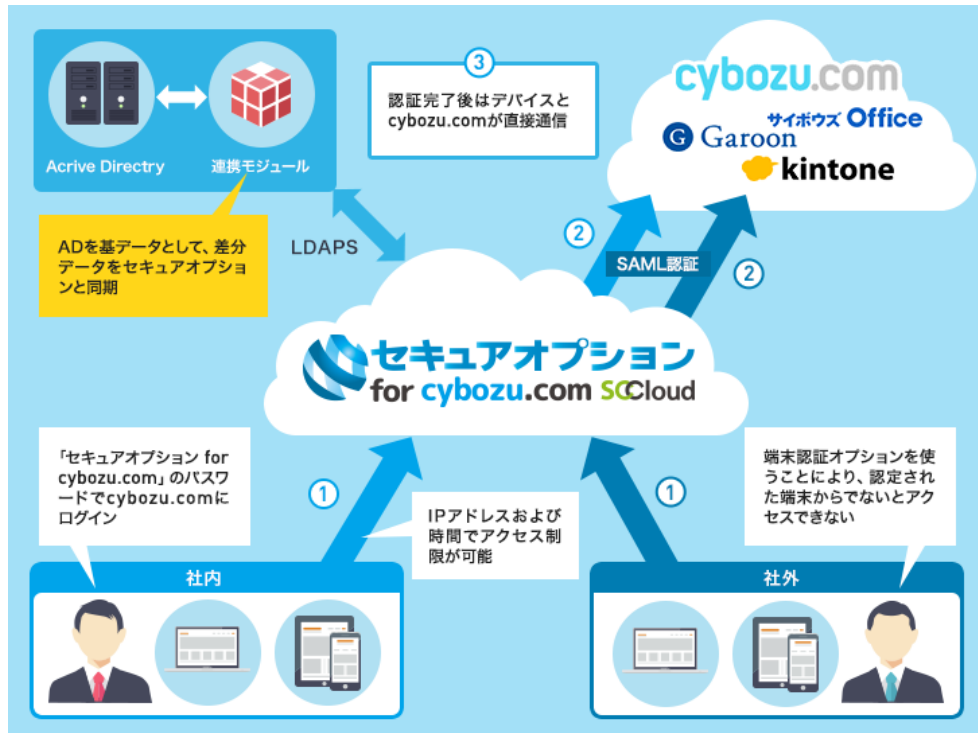 Acrive Directry
連携モジュール
ADを基データとして、差分
データをセキュアオプション
と同期
LDAPS
3
認証完了後はデバイスと
cybozu.comが直接通信
cybozu.com
サイボウズ Office
G Garoon
kintone
2
SAML認証
2
セキュアオプション
for cybozu.com SCCloud
「セキュアオプション for
cybozu.com」のパスワ
ードでcybozu.comに
ログイン
1
IPアドレスおよび
時間でアクセス制
限が可能
1
端末認証オプションを使
うことにより、認定され
た端末からでないとアク
セスできない
社内
社外